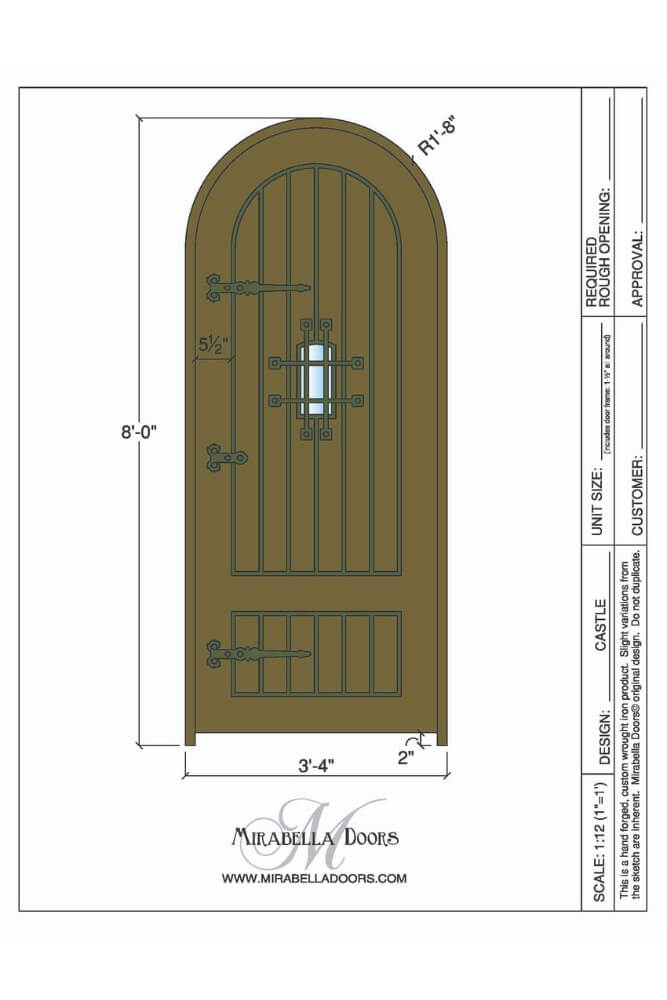 R1'-8"
5½"
8'-0"
2"
3'-4"
M
MIRABELLA DOORS
WWW.MIRABELLADOORS.COM
REQUIRED
ROUGH OPENING:
APPROVAL:
UNIT SIZE:
(includes door frame: 1-½" all around)
CUSTOMER:
DESIGN: CASTLE
SCALE: 1:12 (1"=1')
This is a hand forged, custom wrought iron product. Slight variations from
the sketch are inherent. Mirabella Doors© original design. Do not duplicate.